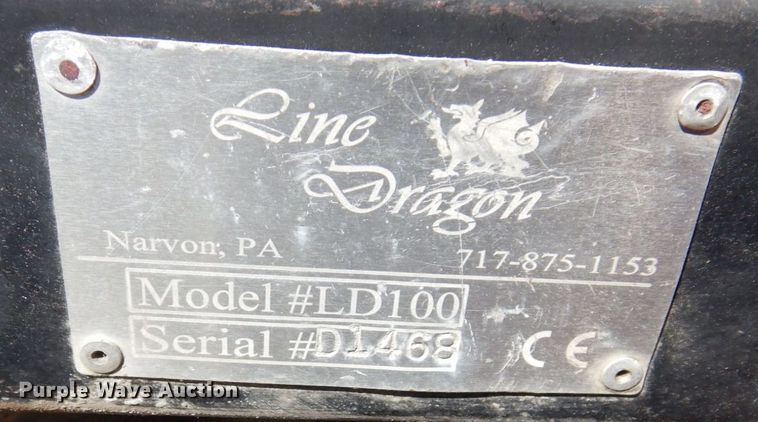 Line
Dragon
Narvon, PA
717-875-1153
Model #LD100
Serial #D1468
CE
Purple Wave Auction